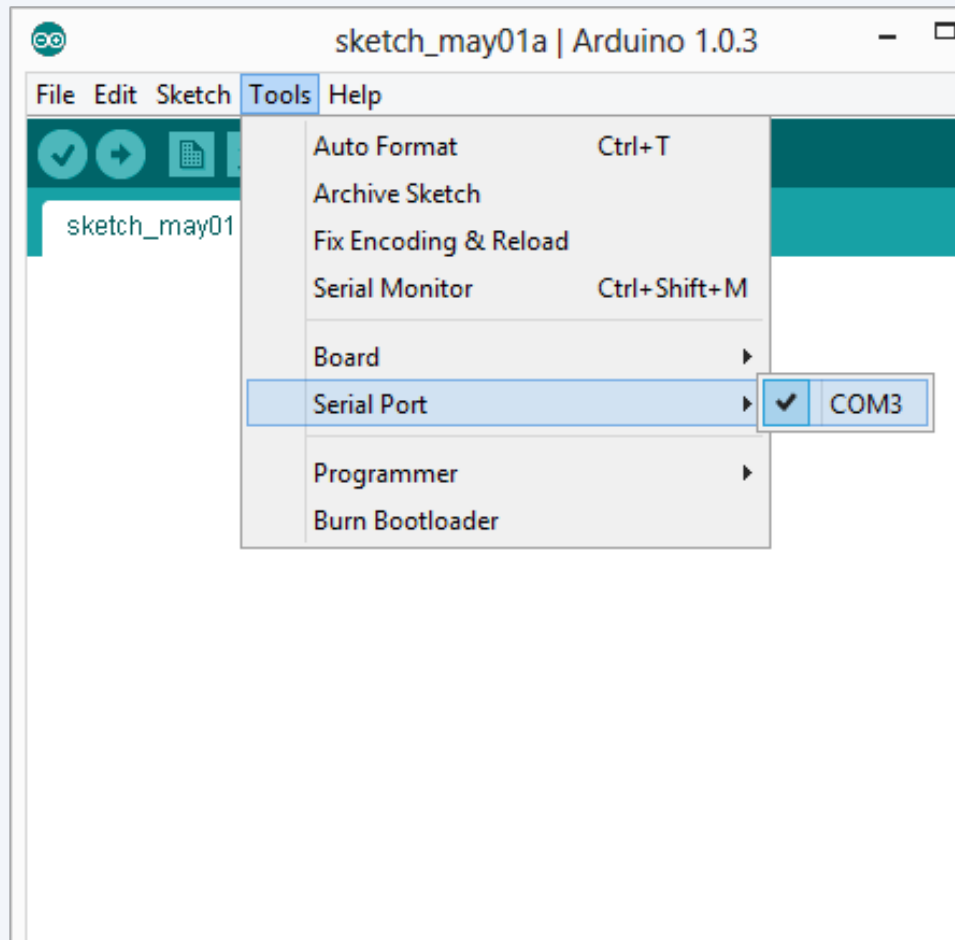 sketch_may01a | Arduino 1.0.3
File Edit Sketch Tools Help
Auto Format Ctrl+T
Archive Sketch
sketch_may01
Fix Encoding & Reload
Serial Monitor Ctrl+Shift+M
Board
Serial Port COM3
Programmer
Burn Bootloader